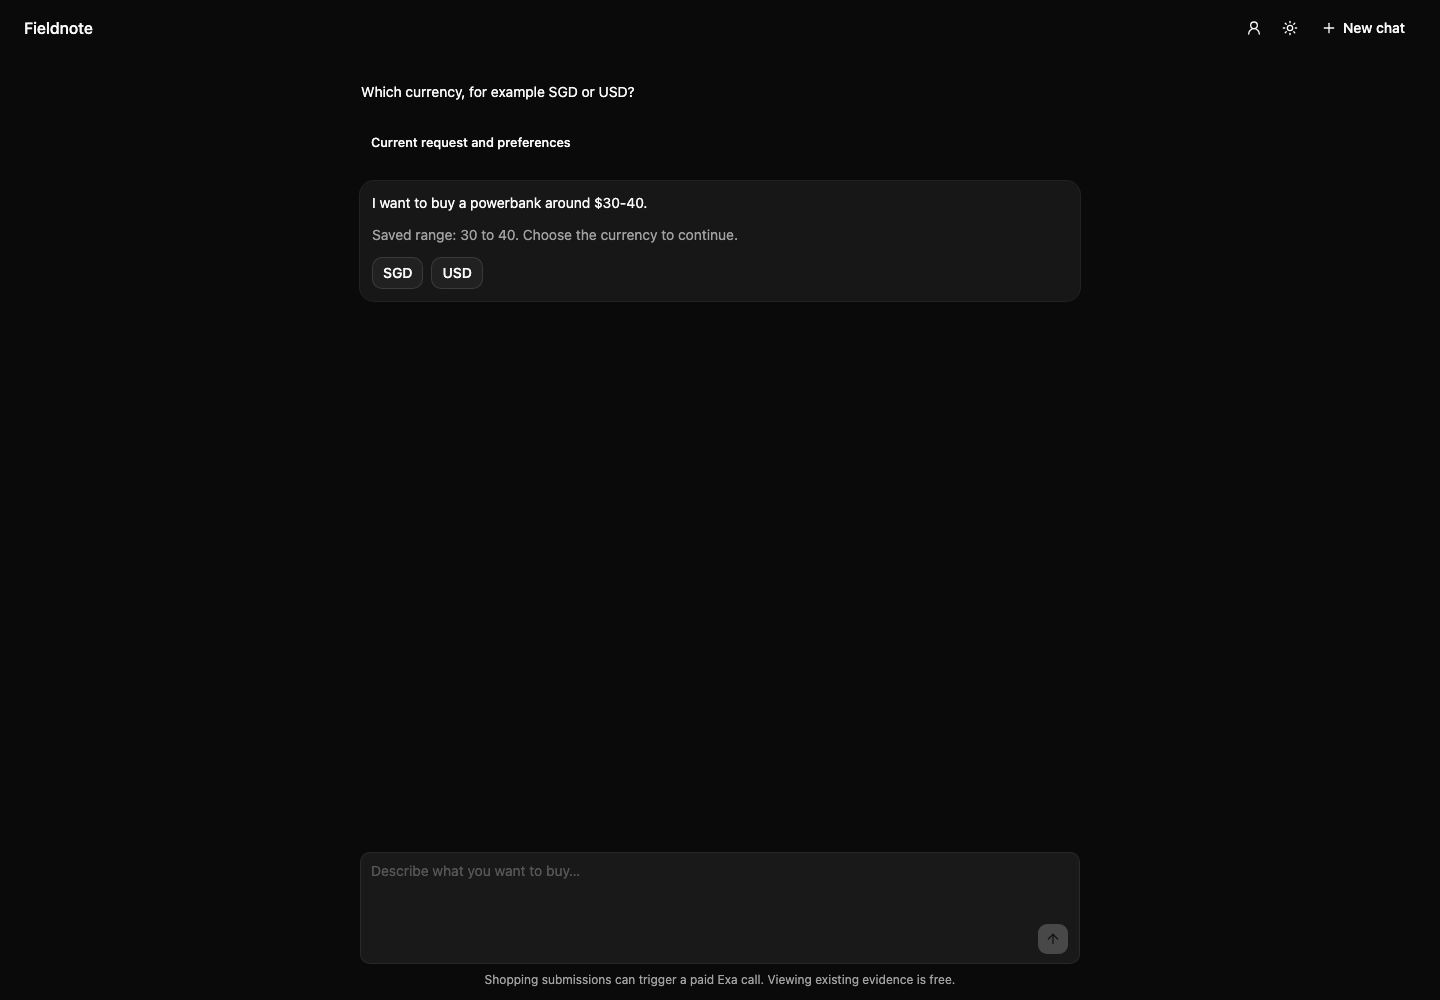 Fieldnote
New chat
Which currency, for example SGD or USD?
Current request and preferences
I want to buy a powerbank around $30-40.
Saved range: 30 to 40. Choose the currency to continue.
SGD USD
Describe what you want to buy...
Shopping submissions can trigger a paid Exa call. Viewing existing evidence is free.